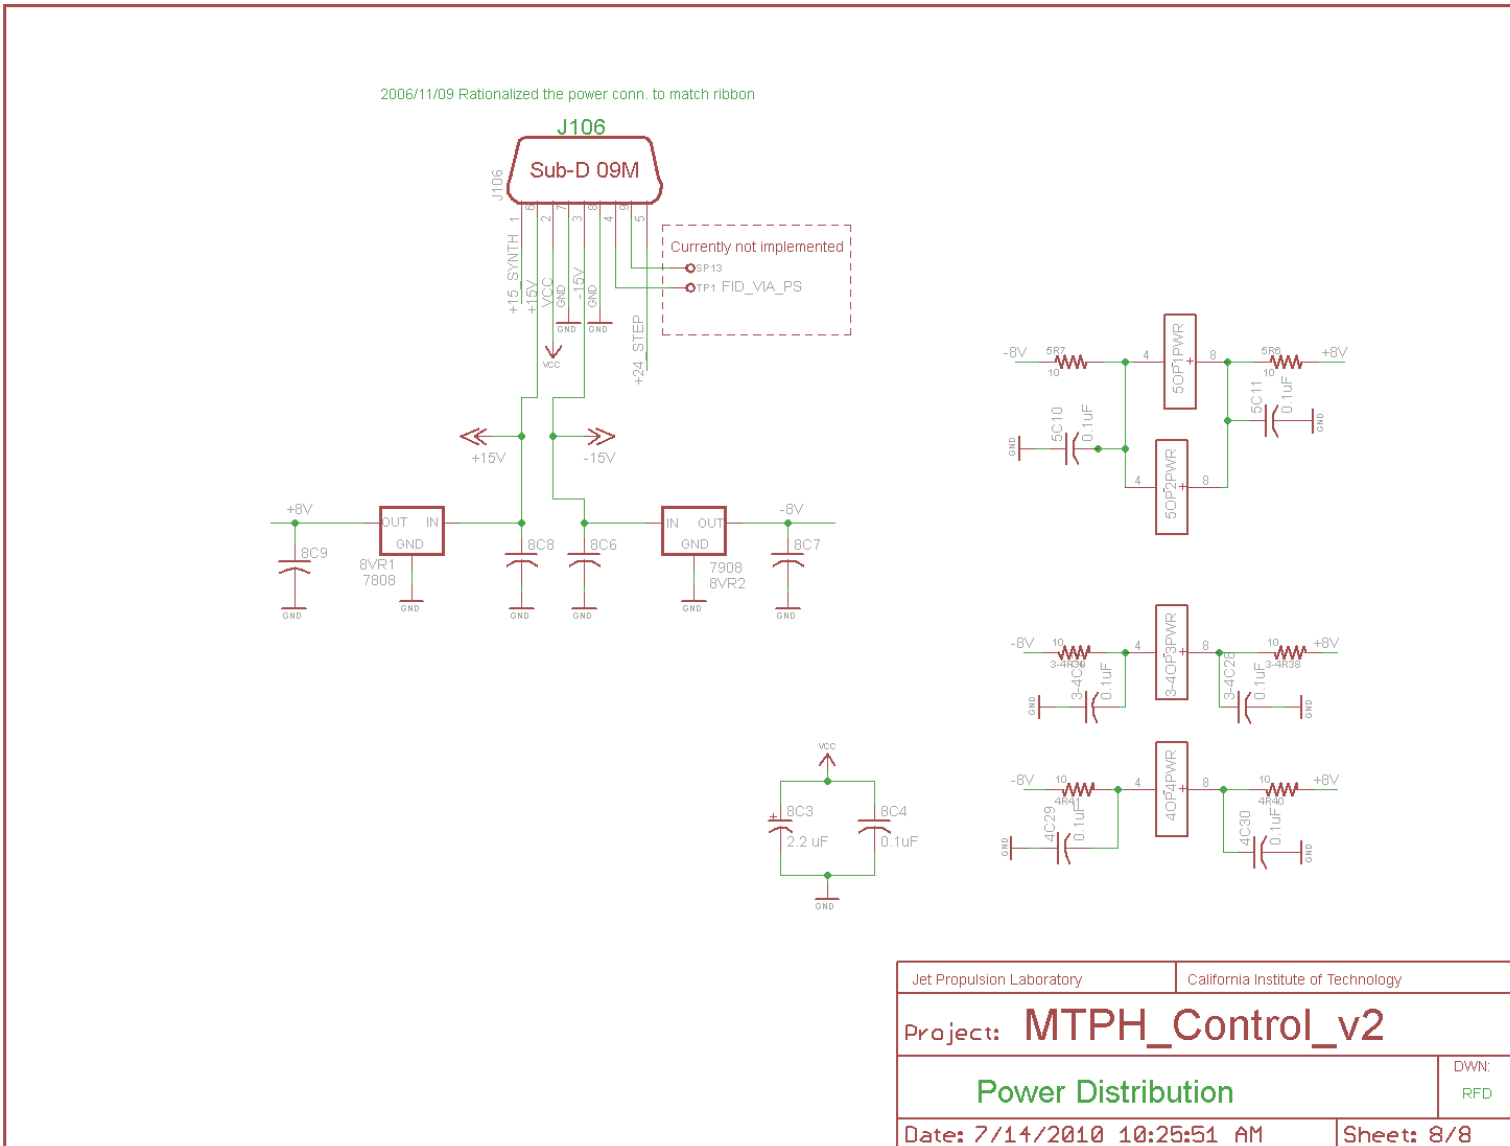 2006/11/09 Rationalized the power conn. to match ribbon
J106
Sub-D 09M
J106
1
6
2
7
3
8
4
9
5
+15_SYNTH
+15V
VCC
GND
-15V
GND
+24_STEP
Currently not implemented
SP13
TP1 FID_VIA_PS
GND
GND
VCC
+15V
-15V
+8V
OUT IN
GND
8VR1
7808
8C9
8C8
8C6
IN OUT
GND
7908
8VR2
-8V
8C7
GND
GND
GND
GND
GND
GND
-8V
5R7
10
4
5OP1PWR
+
8
5R6
10
+8V
5C10
0.1uF
GND
5C11
0.1uF
GND
4
5OP2PWR
+
8
-8V
10
3-4R39
4
3-4OP3PWR
+
8
10
3-4R38
+8V
0.1uF
GND
3-4C28
0.1uF
GND
-8V
10
4R41
4
4OP4PWR
+
8
10
4R40
+8V
4C29
0.1uF
GND
4C30
0.1uF
GND
VCC
+
8C3
2.2 uF
8C4
0.1uF
GND
Jet Propulsion Laboratory
California Institute of Technology
Project: MTPH_Control_v2
Power Distribution
DWN:
RFD
Date: 7/14/2010 10:25:51 AM
Sheet: 8/8